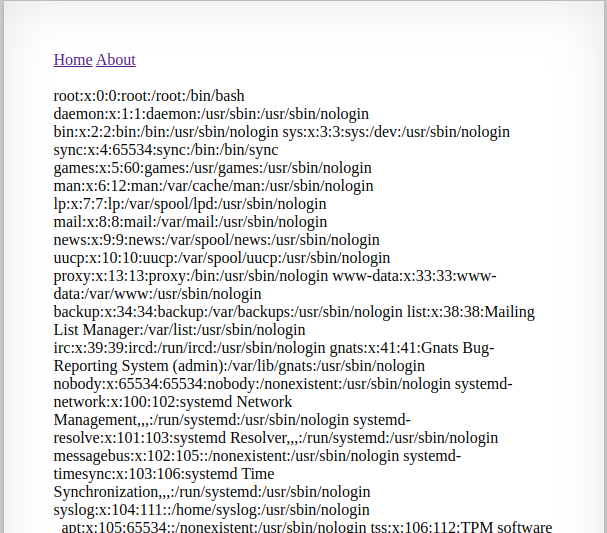 Home About
root:x:0:0:root:/root:/bin/bash
daemon:x:1:1:daemon:/usr/sbin:/usr/sbin/nologin
bin:x:2:2:bin:/bin:/usr/sbin/nologin sys:x:3:3:sys:/dev:/usr/sbin/nologin
sync:x:4:65534:sync:/bin:/bin/sync
games:x:5:60:games:/usr/games:/usr/sbin/nologin
man:x:6:12:man:/var/cache/man:/usr/sbin/nologin
lp:x:7:7:lp:/var/spool/lpd:/usr/sbin/nologin
mail:x:8:8:mail:/var/mail:/usr/sbin/nologin
news:x:9:9:news:/var/spool/news:/usr/sbin/nologin
uucp:x:10:10:uucp:/var/spool/uucp:/usr/sbin/nologin
proxy:x:13:13:proxy:/bin:/usr/sbin/nologin www-data:x:33:33:www-
data:/var/www:/usr/sbin/nologin
backup:x:34:34:backup:/var/backups:/usr/sbin/nologin list:x:38:38:Mailing
List Manager:/var/list:/usr/sbin/nologin
irc:x:39:39:ircd:/run/ircd:/usr/sbin/nologin gnats:x:41:41:Gnats Bug-
Reporting System (admin):/var/lib/gnats:/usr/sbin/nologin
nobody:x:65534:65534:nobody:/nonexistent:/usr/sbin/nologin systemd-
network:x:100:102:systemd Network
Management,,,:/run/systemd:/usr/sbin/nologin systemd-
resolve:x:101:103:systemd Resolver,,,:/run/systemd:/usr/sbin/nologin
messagebus:x:102:105::/nonexistent:/usr/sbin/nologin systemd-
timesync:x:103:106:systemd Time
Synchronization,,,:/run/systemd:/usr/sbin/nologin
syslog:x:104:111::/home/syslog:/usr/sbin/nologin
_apt:x:105:65534::/nonexistent:/usr/sbin/nologin tss:x:106:112:TPM software